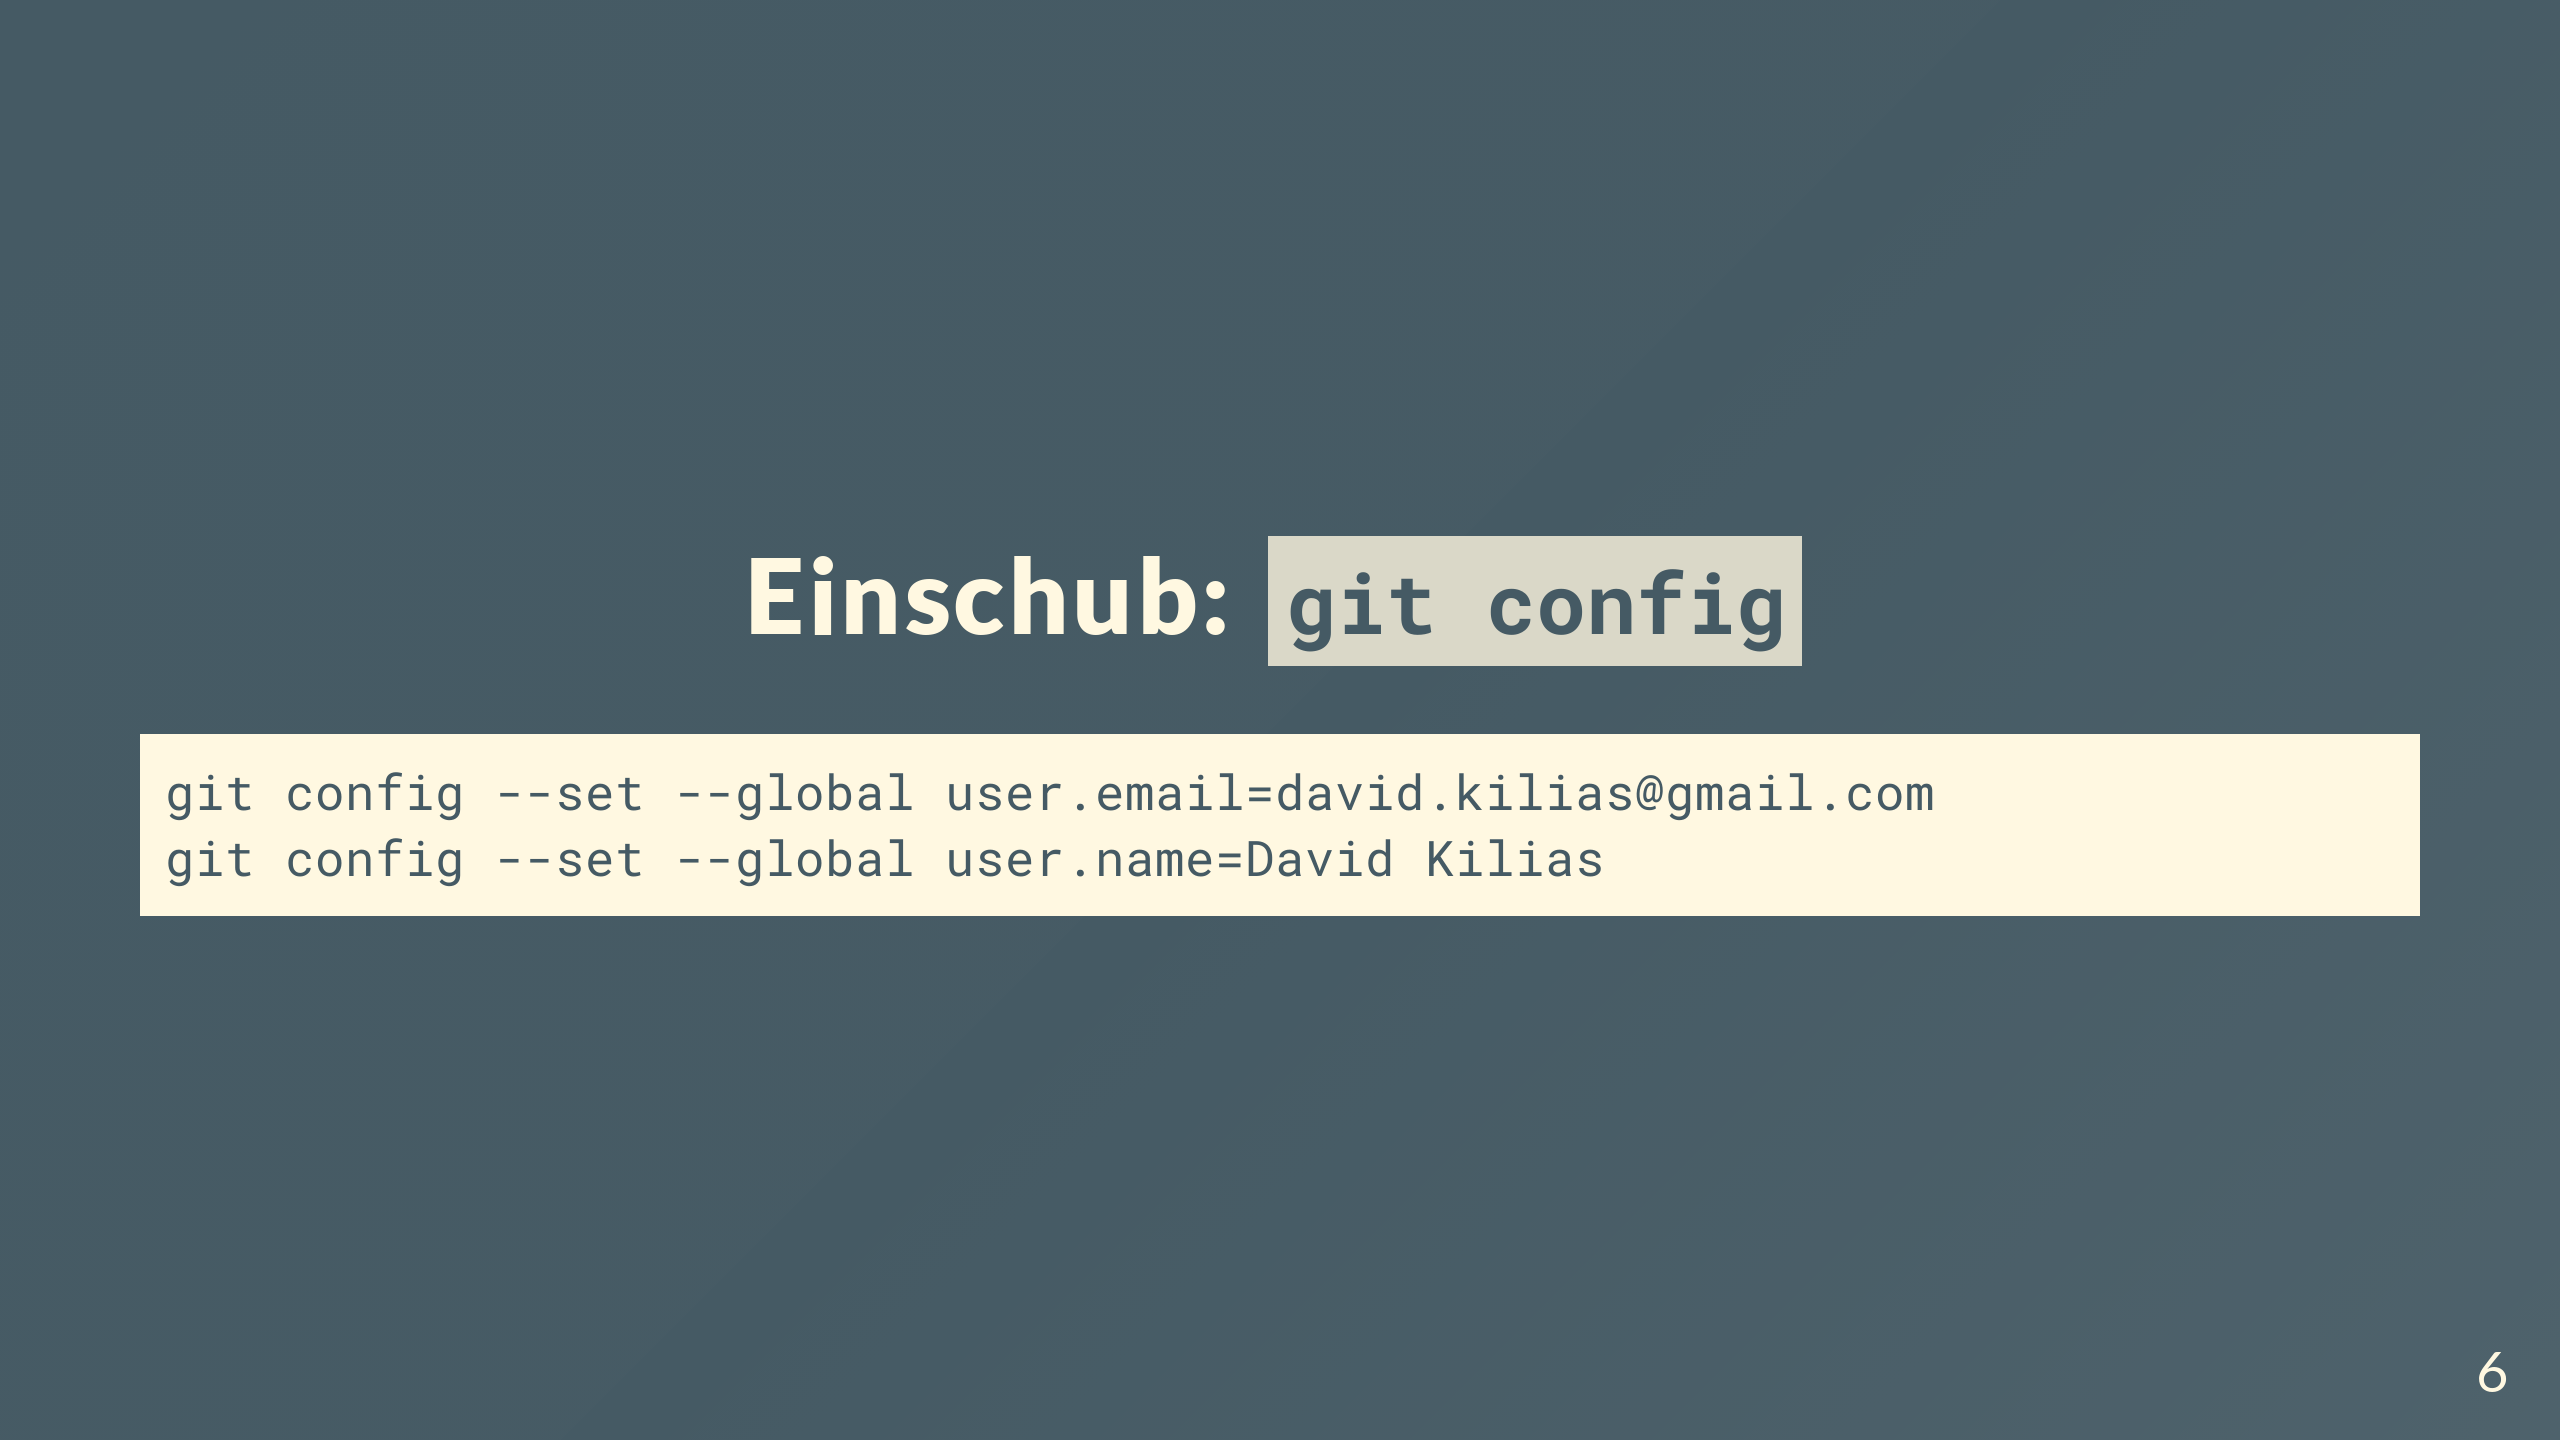 Einschub: git config
git config --set --global user.email=david.kilias@gmail.com
git config --set --global user.name=David Kilias
6